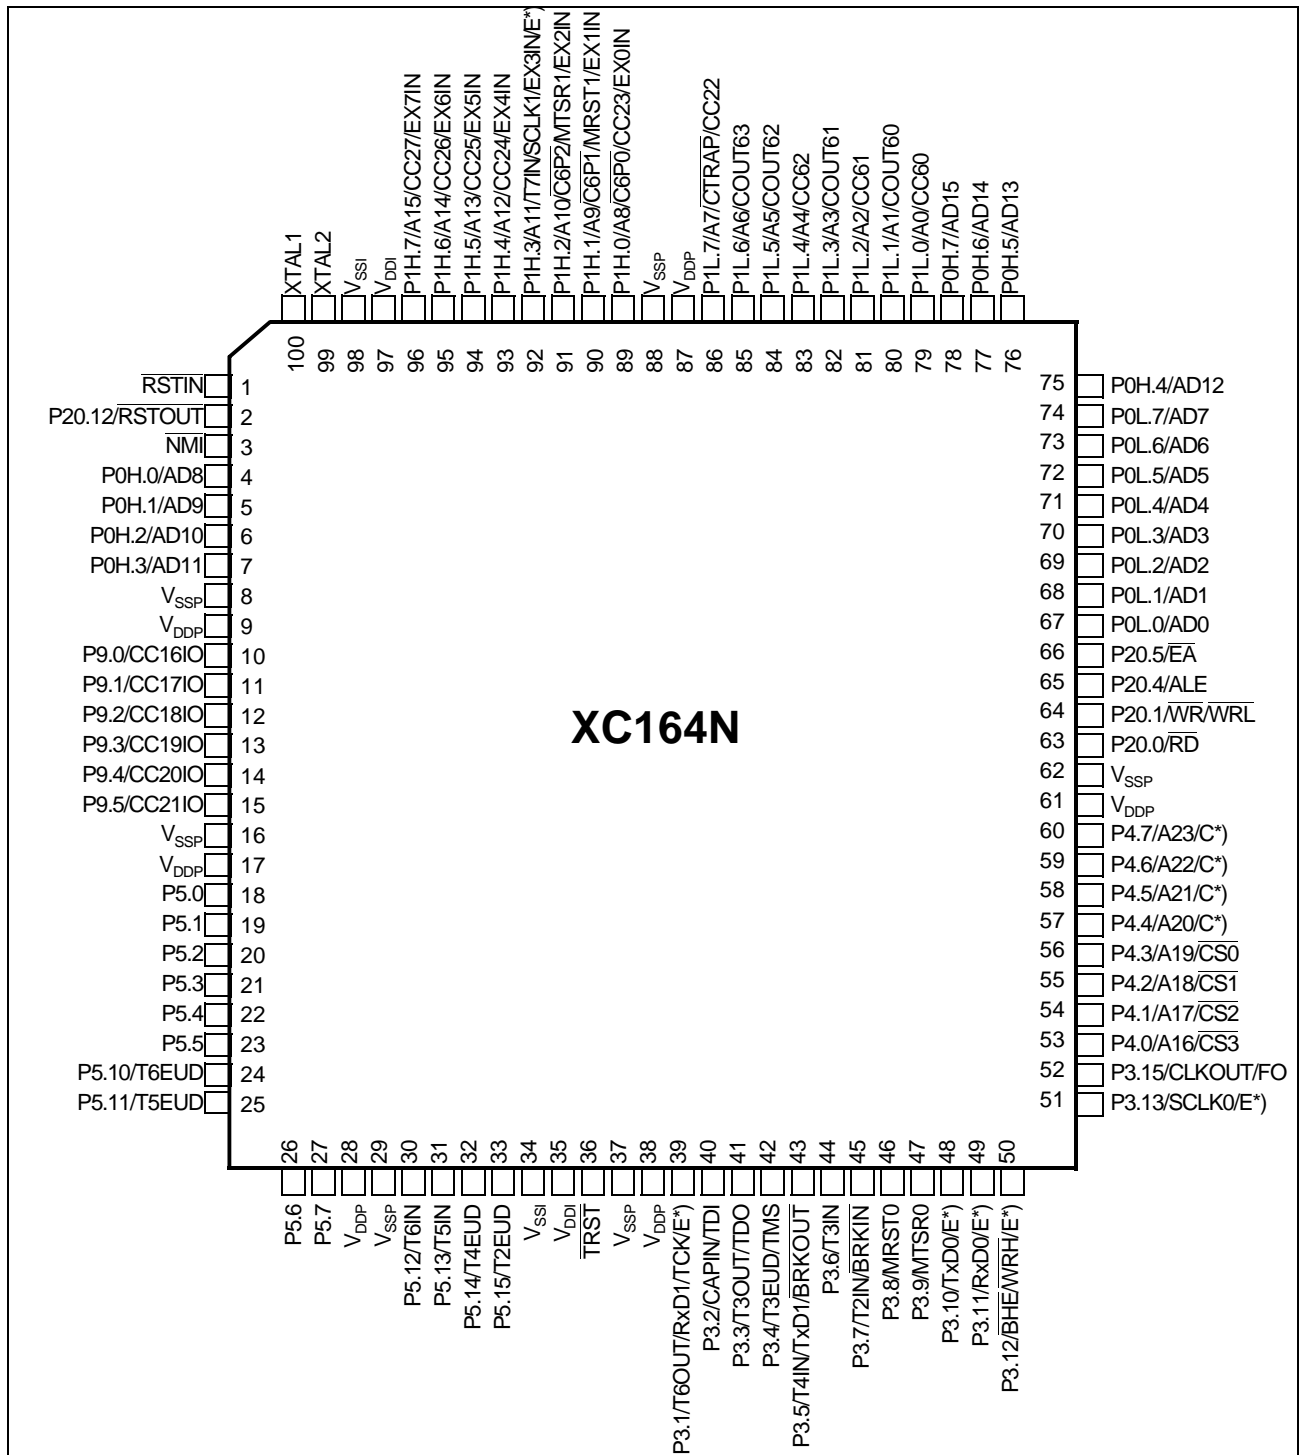 XTAL1
XTAL2
VSSI
VDDI
P1H.7/A15/CC27/EX7IN
P1H.6/A14/CC26/EX6IN
P1H.5/A13/CC25/EX5IN
P1H.4/A12/CC24/EX4IN
P1H.3/A11/T7IN/SCLK1/EX3IN/E*)
P1H.2/A10/C6P2/MTSR1/EX2IN
P1H.1/A9/C6P1/MRST1/EX1IN
P1H.0/A8/C6P0/CC23/EX0IN
VSSP
VDDP
P1L.7/A7/CTRAP/CC22
P1L.6/A6/COUT63
P1L.5/A5/COUT62
P1L.4/A4/CC62
P1L.3/A3/COUT61
P1L.2/A2/CC61
P1L.1/A1/COUT60
P1L.0/A0/CC60
P0H.7/AD15
P0H.6/AD14
P0H.5/AD13
100
99
98
97
96
95
94
93
92
91
90
89
88
87
86
85
84
83
82
81
80
79
78
77
76
RSTIN 1
P20.12/RSTOUT 2
NMI 3
P0H.0/AD8 4
P0H.1/AD9 5
P0H.2/AD10 6
P0H.3/AD11 7
VSSP 8
VDDP 9
P9.0/CC16IO 10
P9.1/CC17IO 11
P9.2/CC18IO 12
P9.3/CC19IO 13
P9.4/CC20IO 14
P9.5/CC21IO 15
VSSP 16
VDDP 17
P5.0 18
P5.1 19
P5.2 20
P5.3 21
P5.4 22
P5.5 23
P5.10/T6EUD 24
P5.11/T5EUD 25
XC164N
75 P0H.4/AD12
74 P0L.7/AD7
73 P0L.6/AD6
72 P0L.5/AD5
71 P0L.4/AD4
70 P0L.3/AD3
69 P0L.2/AD2
68 P0L.1/AD1
67 P0L.0/AD0
66 P20.5/EA
65 P20.4/ALE
64 P20.1/WR/WRL
63 P20.0/RD
62 VSSP
61 VDDP
60 P4.7/A23/C*)
59 P4.6/A22/C*)
58 P4.5/A21/C*)
57 P4.4/A20/C*)
56 P4.3/A19/CS0
55 P4.2/A18/CS1
54 P4.1/A17/CS2
53 P4.0/A16/CS3
52 P3.15/CLKOUT/FO
51 P3.13/SCLK0/E*)
26
27
28
29
30
31
32
33
34
35
36
37
38
39
40
41
42
43
44
45
46
47
48
49
50
P5.6
P5.7
VDDP
VSSP
P5.12/T6IN
P5.13/T5IN
P5.14/T4EUD
P5.15/T2EUD
VSSI
VDDI
TRST
VSSP
VDDP
P3.1/T6OUT/RxD1/TCK/E*)
P3.2/CAPIN/TDI
P3.3/T3OUT/TDO
P3.4/T3EUD/TMS
P3.5/T4IN/TxD1/BRKOUT
P3.6/T3IN
P3.7/T2IN/BRKIN
P3.8/MRST0
P3.9/MTSR0
P3.10/TxD0/E*)
P3.11/RxD0/E*)
P3.12/BHE/WRH/E*)